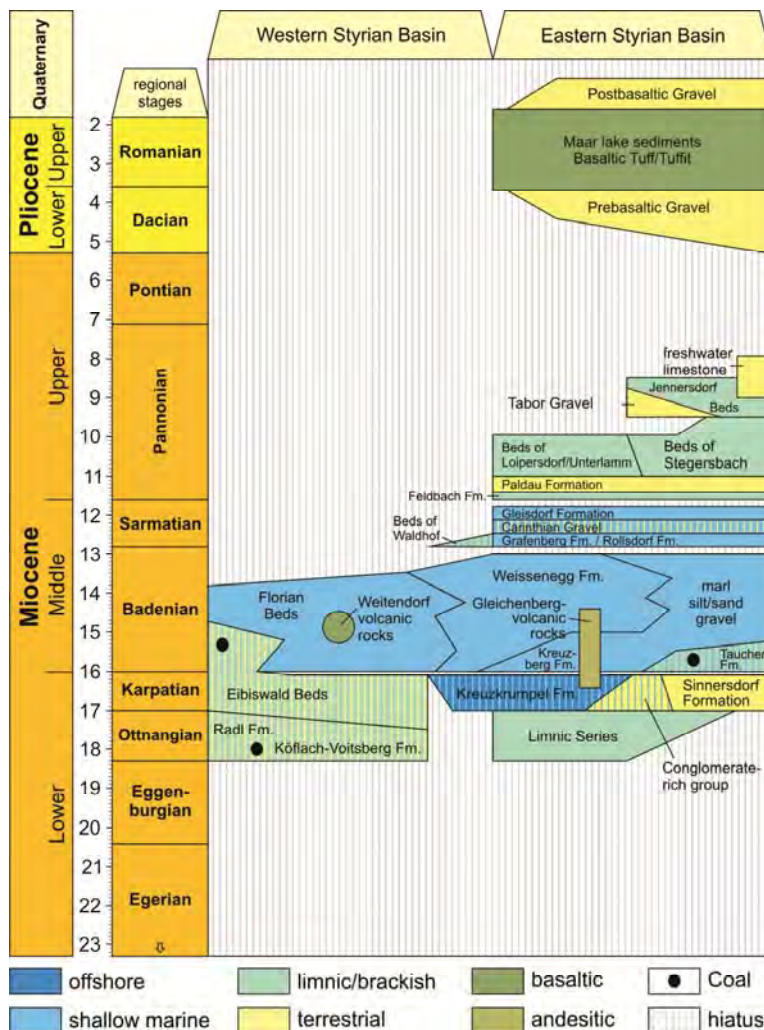 Western Styrian Basin
Eastern Styrian Basin
Quaternary
regional
stages
Pliocene
Upper
Lower
Miocene
Upper
Middle
Lower
2
3
4
5
6
7
8
9
10
11
12
13
14
15
16
17
18
19
20
21
22
23
Romanian
Dacian
Pontian
Pannonian
Sarmatian
Badenian
Karpatian
Ottnangian
Eggen-
burgian
Egerian
Postbasaltic Gravel
Maar lake sediments
Basaltic Tuff/Tuffit
Prebasaltic Gravel
freshwater
limestone
Jennersdorf
Beds
Tabor Gravel
Beds of
Loipersdorf/Unterlamm
Beds of
Stegersbach
Paldau Formation
Feldbach Fm.
Gleisdorf Formation
Carinthian Gravel
Grafenberg Fm. / Rollsdorf Fm.
Beds of
Waldhof
Florian
Beds
Weitendorf
volcanic
rocks
Weissenegg Fm.
Gleichenberg-
volcanic
rocks
Kreuz-
berg Fm.
marl
silt/sand
gravel
Tauchen
Fm.
Eibiswald Beds
Kreuzkrumpel Fm.
Sinnersdorf
Formation
Radl Fm.
Köflach-Voitsberg Fm.
Limnic Series
Conglomerate-
rich group
offshore
limnic/brackish
basaltic
Coal
shallow marine
terrestrial
andesitic
hiatus